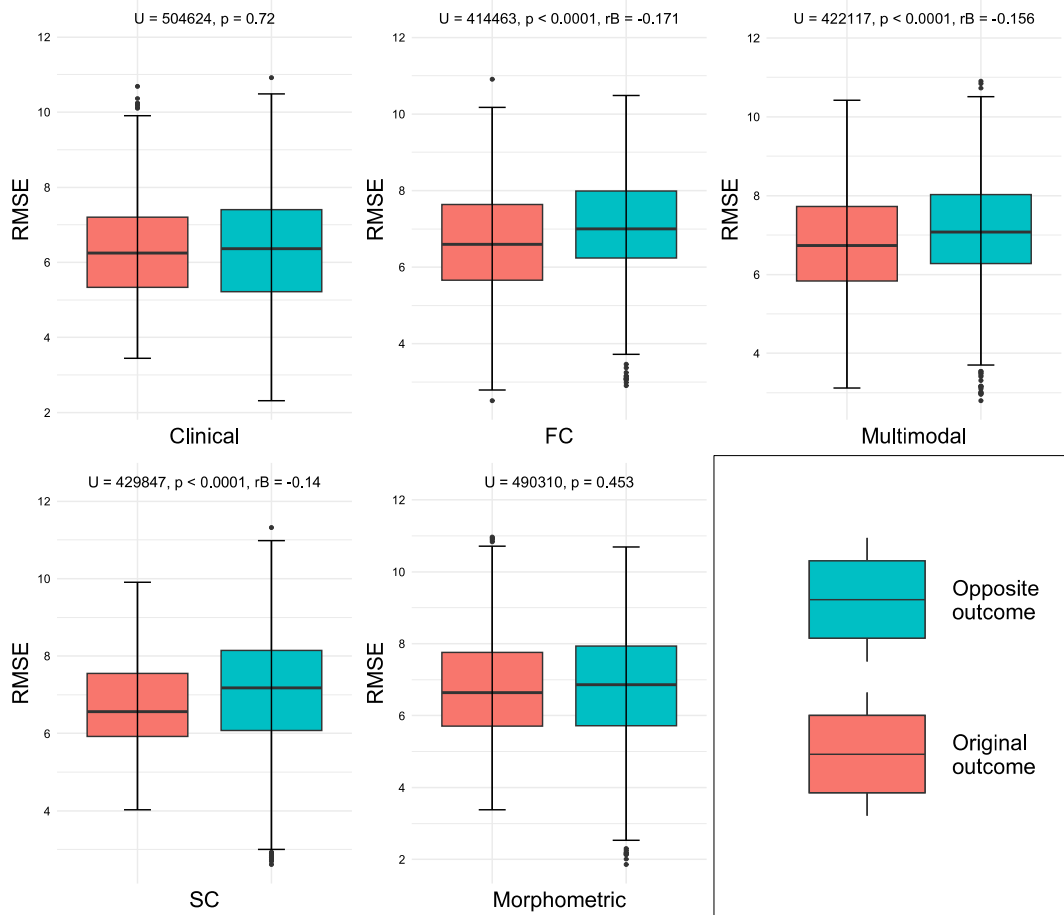 U = 504624, p = 0.72
12
10
8
6
4
2
RMSE
Clinical
U = 414463, p < 0.0001, rB = -0.171
12
10
8
6
4
RMSE
FC
U = 422117, p < 0.0001, rB = -0.156
12
10
8
6
4
RMSE
Multimodal
U = 429847, p < 0.0001, rB = -0.14
12
10
8
6
4
RMSE
SC
U = 490310, p = 0.453
12
10
8
6
4
2
RMSE
Morphometric
Opposite
outcome
Original
outcome